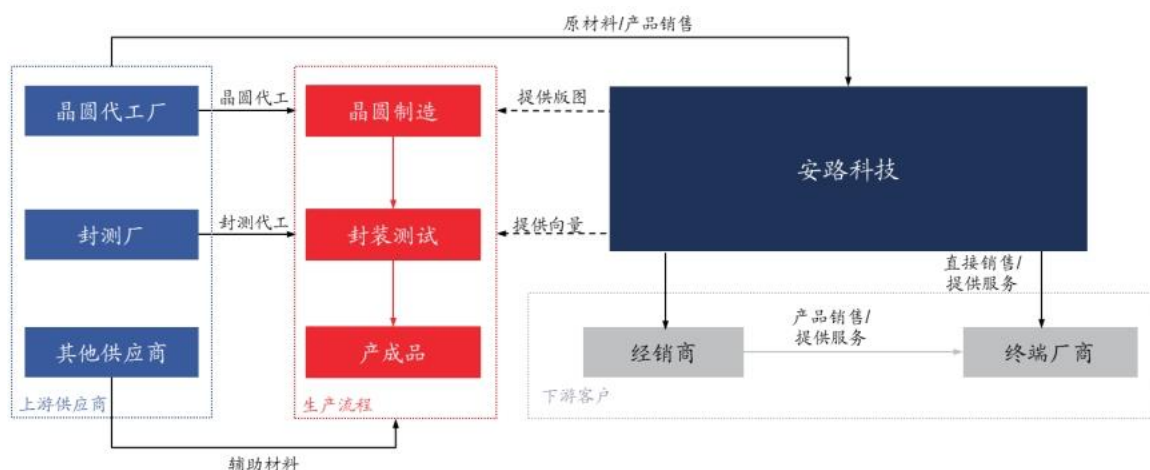 原材料/产品销售
晶圆代工厂
晶圆代工
晶圆制造
提供版图
安路科技
封测厂
封测代工
封装测试
提供向量
直接销售/
提供服务
其他供应商
产成品
经销商
产品销售/
提供服务
终端厂商
上游供应商
生产流程
下游客户
辅助材料